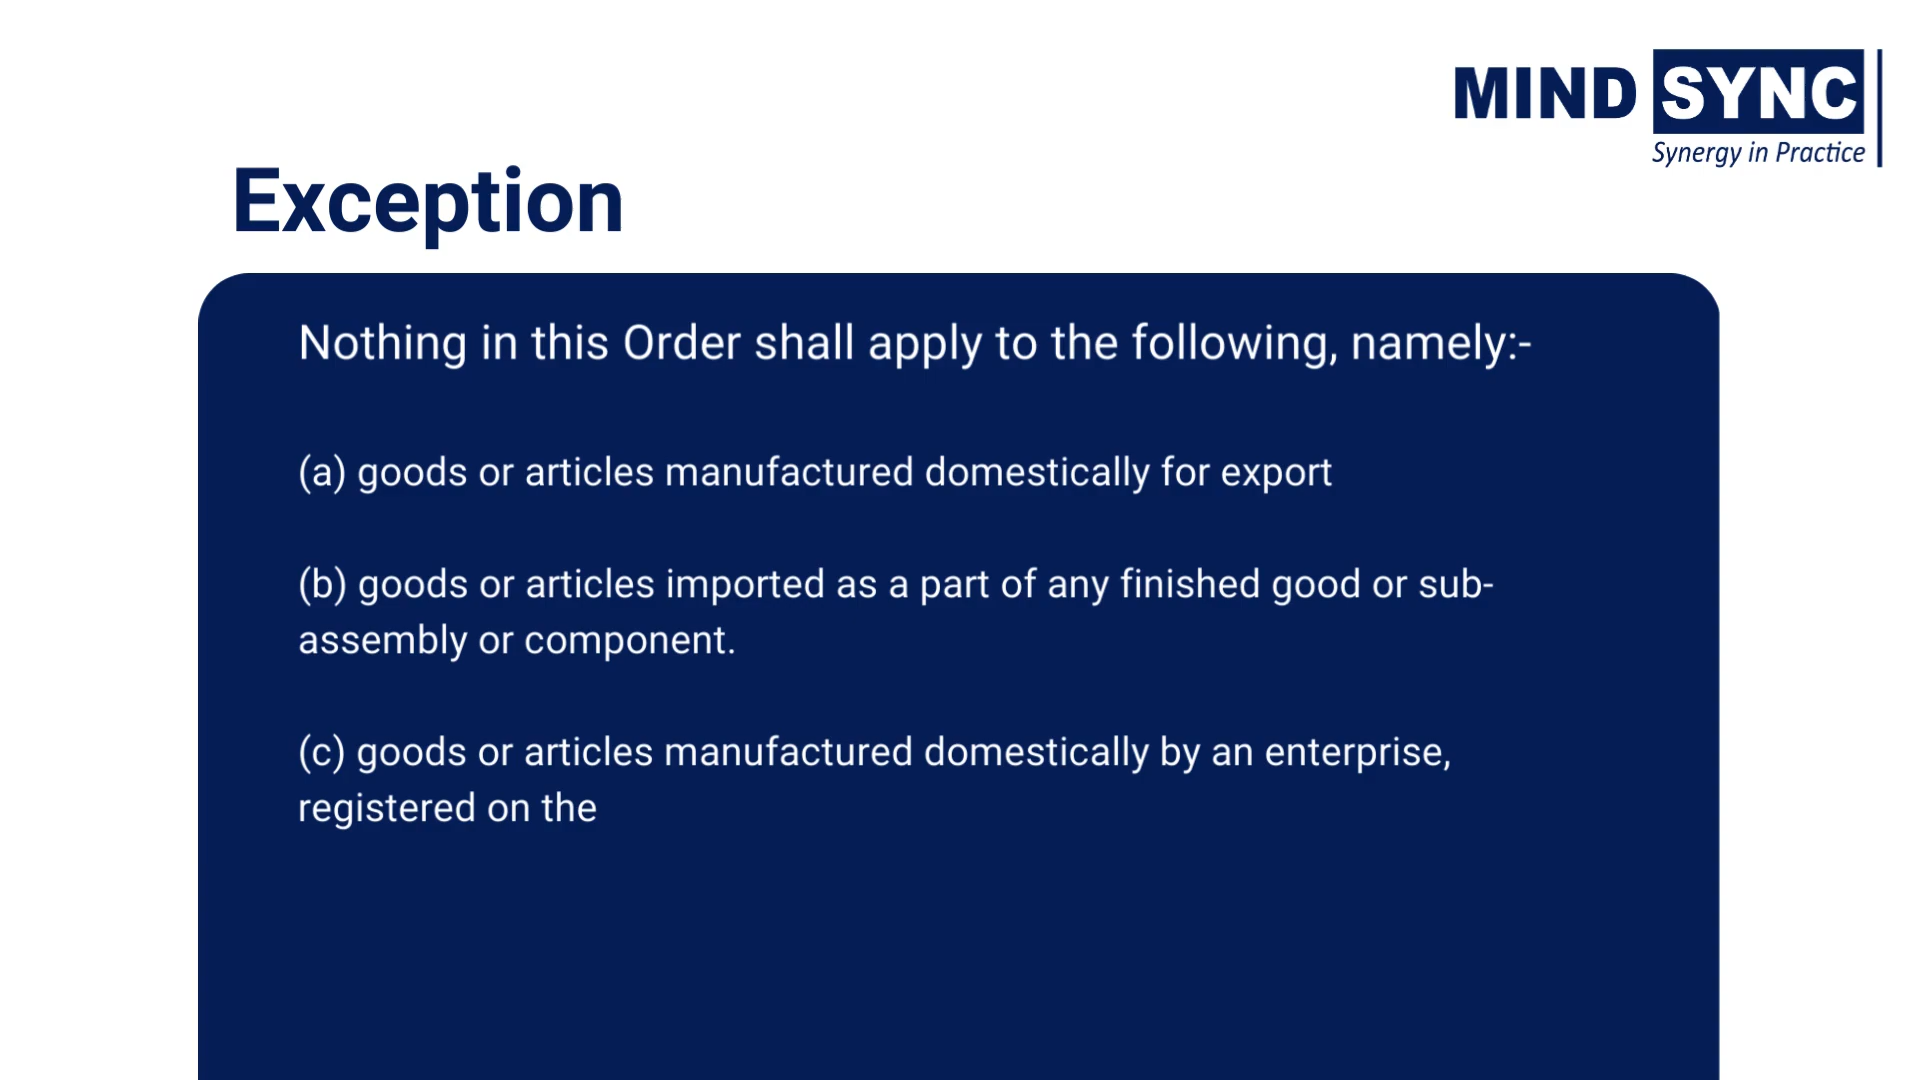 MIND SYNC
Synergy in Practice
Exception
Nothing in this Order shall apply to the following, namely:-
(a) goods or articles manufactured domestically for export
(b) goods or articles imported as a part of any finished good or sub-
assembly or component.
(c) goods or articles manufactured domestically by an enterprise,
registered on the